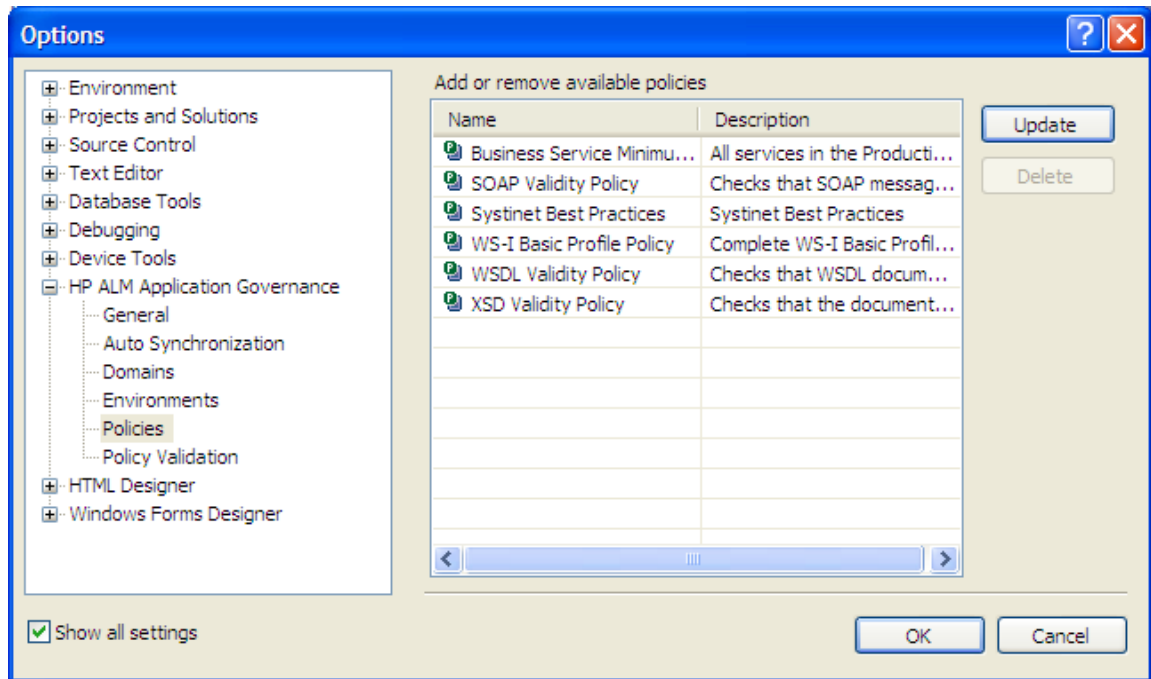 Options
Environment
Projects and Solutions
Source Control
Text Editor
Database Tools
Debugging
Device Tools
HP ALM Application Governance
General
Auto Synchronization
Domains
Environments
Policies
Policy Validation
HTML Designer
Windows Forms Designer
Show all settings
Add or remove available policies
Name Description
Business Service Minimu... All services in the Producti...
SOAP Validity Policy Checks that SOAP messag...
Systinet Best Practices Systinet Best Practices
WS-I Basic Profile Policy Complete WS-I Basic Profil...
WSDL Validity Policy Checks that WSDL docum...
XSD Validity Policy Checks that the document...
Update
Delete
OK
Cancel